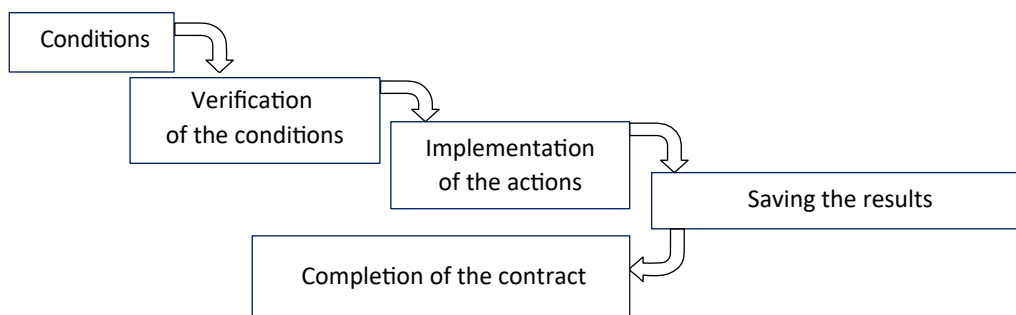 Conditions
Verification
of the conditions
Implementation
of the actions
Saving the results
Completion of the contract